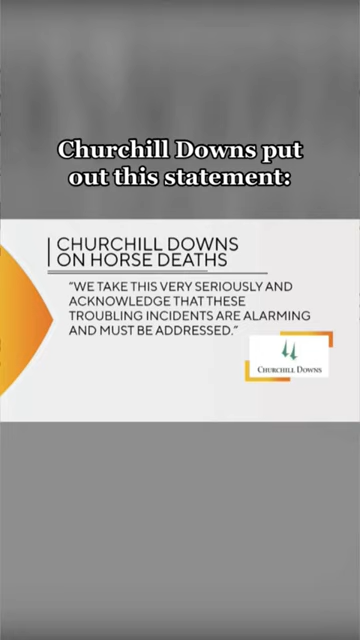 Churchill Downs put
out this statement:
CHURCHILL DOWNS
ON HORSE DEATHS
"WE TAKE THIS VERY SERIOUSLY AND
ACKNOWLEDGE THAT THESE
TROUBLING INCIDENTS ARE ALARMING
AND MUST BE ADDRESSED."
CHURCHILL DOWNS